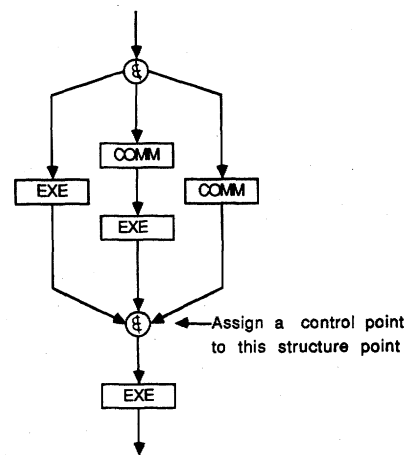 &
COMM
EXE
COMM
EXE
&
Assign a control point
to this structure point
EXE